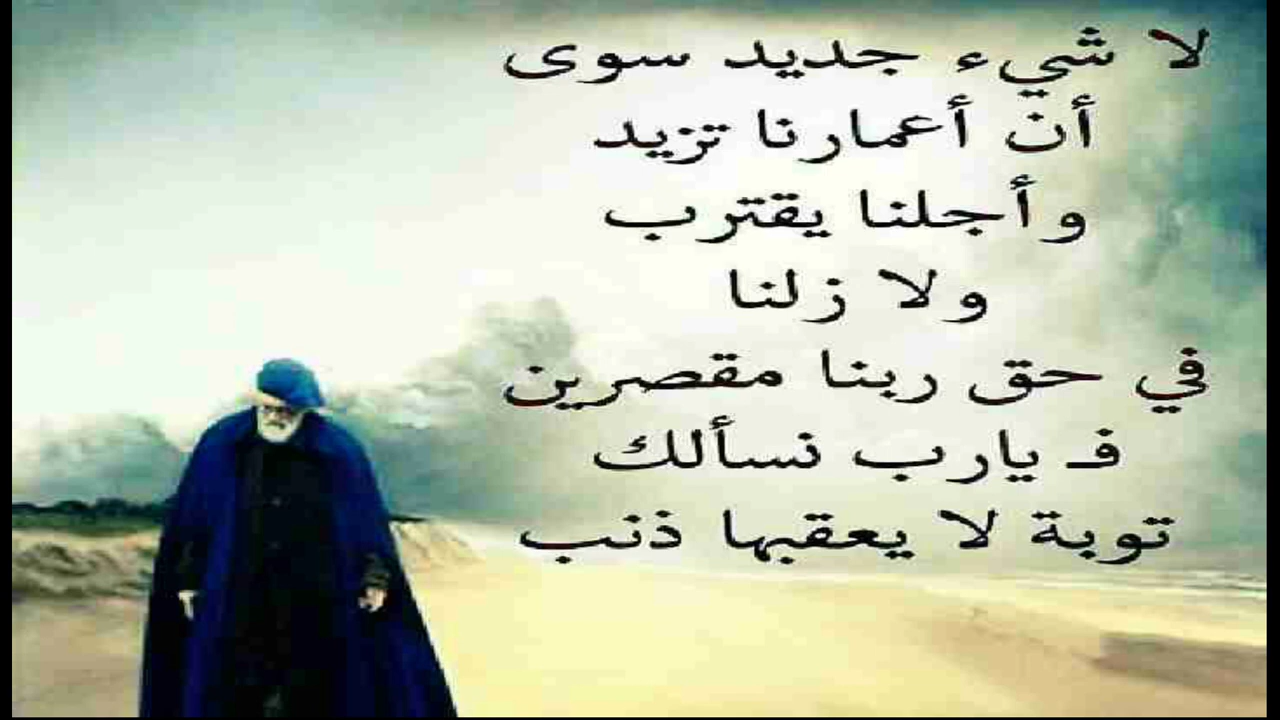 لا شيء جديد سوى
أن أعمارنا تزيد
وأجلنا يقترب
ولا زلنا
في حق ربنا مقصرين
فـ يارب نسألك
توبة لا يعقبها ذنب